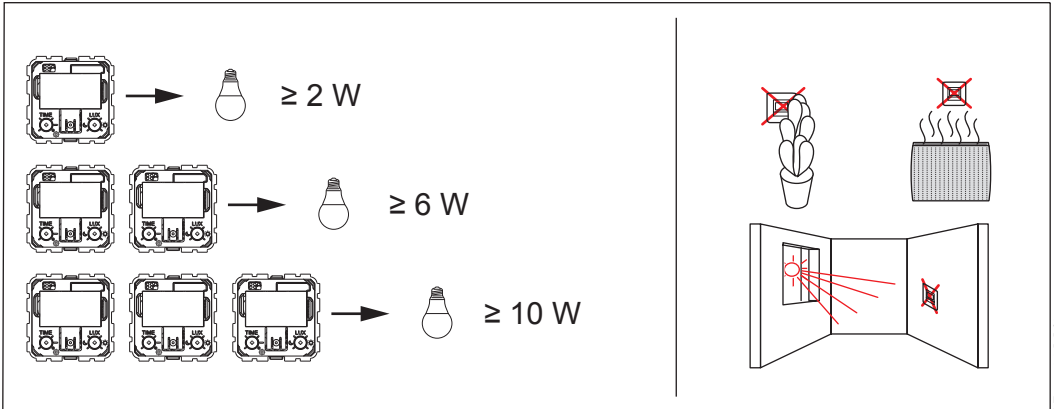 TIME LUX
≥ 2 W
TIME LUX TIME LUX
≥ 6 W
TIME LUX TIME LUX TIME LUX
≥ 10 W